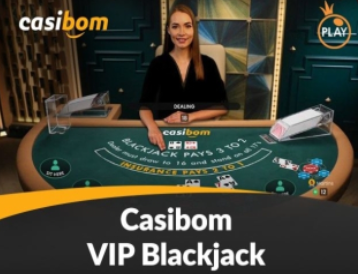 casibom
PLAY
DEALING
casibom
BLACKJACK PAYS 3 TO 2
Dealer must draw to 16 and stand on all 17's
INSURANCE PAYS 2 TO 1
SIT HERE
12
Casibom
VIP Blackjack